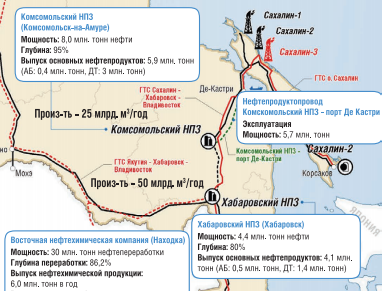 Комсомольский НПЗ
(Комсомольск-на-Амуре)
Мощность: 8,0 млн. тонн нефти
Глубина: 95%
Выпуск основных нефтепродуктов: 5,9 млн. тонн
(АБ: 0,4 млн. тонн, ДТ: 3 млн. тонн)
Сахалин-1
Сахалин-2
Сахалин-3
ГТС о. Сахалин
ГТС Сахалин -
Хабаровск -
Владивосток
Де-Кастри
Произ-ть – 25 млрд. м³/год
Нефтепродуктопровод
Комскомольский НПЗ - порт Де Кастри
Эксплуатация
Мощность: 5,7 млн. тонн
Комсомольский НПЗ
Комсомольский НПЗ -
порт Де-Кастри
Сахалин-2
Корсаков
Мохэ
ГТС Якутия - Хабаровск -
Владивосток
Произ-ть – 50 млрд. м³/год
Хабаровский НПЗ
ЯПОНИЯ
Хабаровский НПЗ (Хабаровск)
Мощность: 4,4 млн. тонн нефти
Глубина: 80%
Выпуск основных нефтепродуктов: 4,1 млн.
тонн (АБ: 0,5 млн. тонн, ДТ: 1,4 млн. тонн)
Восточная нефтехимическая компания (Находка)
Мощность: 30 млн. тонн нефтепереработки
Глубина переработки: 86,2%
Выпуск нефтехимической продукции:
6,0 млн. тонн в год